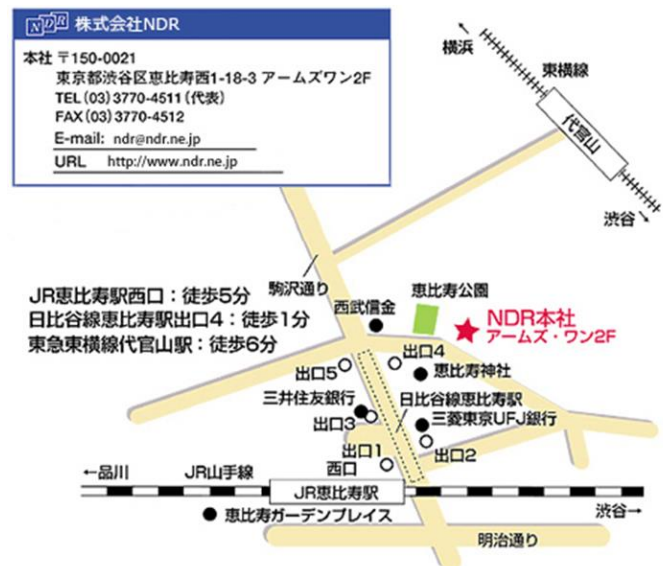 NDR 株式会社NDR
本社 〒150-0021
東京都渋谷区恵比寿西1-18-3 アームズワン2F
TEL(03)3770-4511(代表)
FAX(03)3770-4512
E-mail: ndr@ndr.ne.jp
URL http://www.ndr.ne.jp
横浜
東横線
代官山
渋谷
駒沢通り
JR恵比寿駅西口:徒歩5分
日比谷線恵比寿駅出口4:徒歩1分
東急東横線代官山駅:徒歩6分
恵比寿公園
西武信金
NDR本社
アームズ・ワン2F
出口4
出口5
恵比寿神社
日比谷線恵比寿駅
三井住友銀行
三菱東京UFJ銀行
出口3
出口1
出口2
西口
←品川
JR山手線
JR恵比寿駅
渋谷→
恵比寿ガーデンプレイス
明治通り